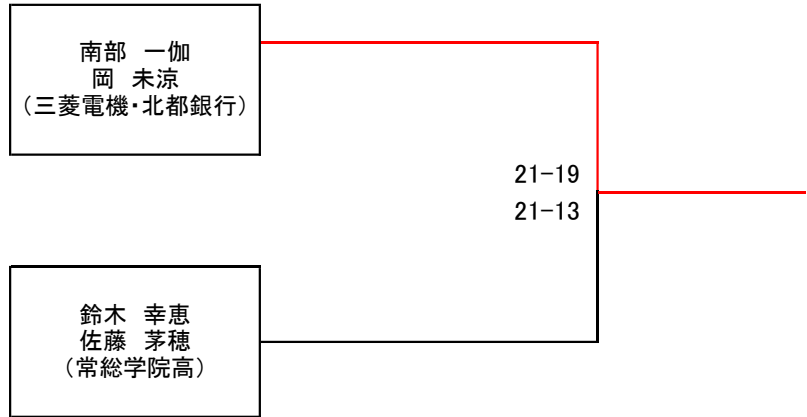 南部　一伽
岡　未涼
（三菱電機・北都銀行）
21-19
21-13
鈴木　幸恵
佐藤　茅穂
（常総学院高）